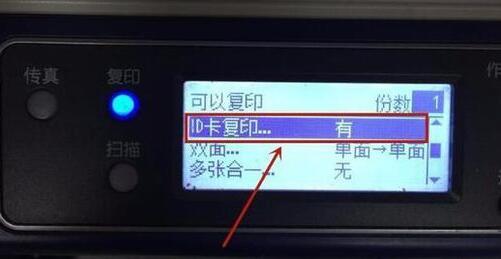 传真
复印
扫描
可以复印 份数 1
ID卡复印... 有
双面... 单面→单面
多张合一... 无
作